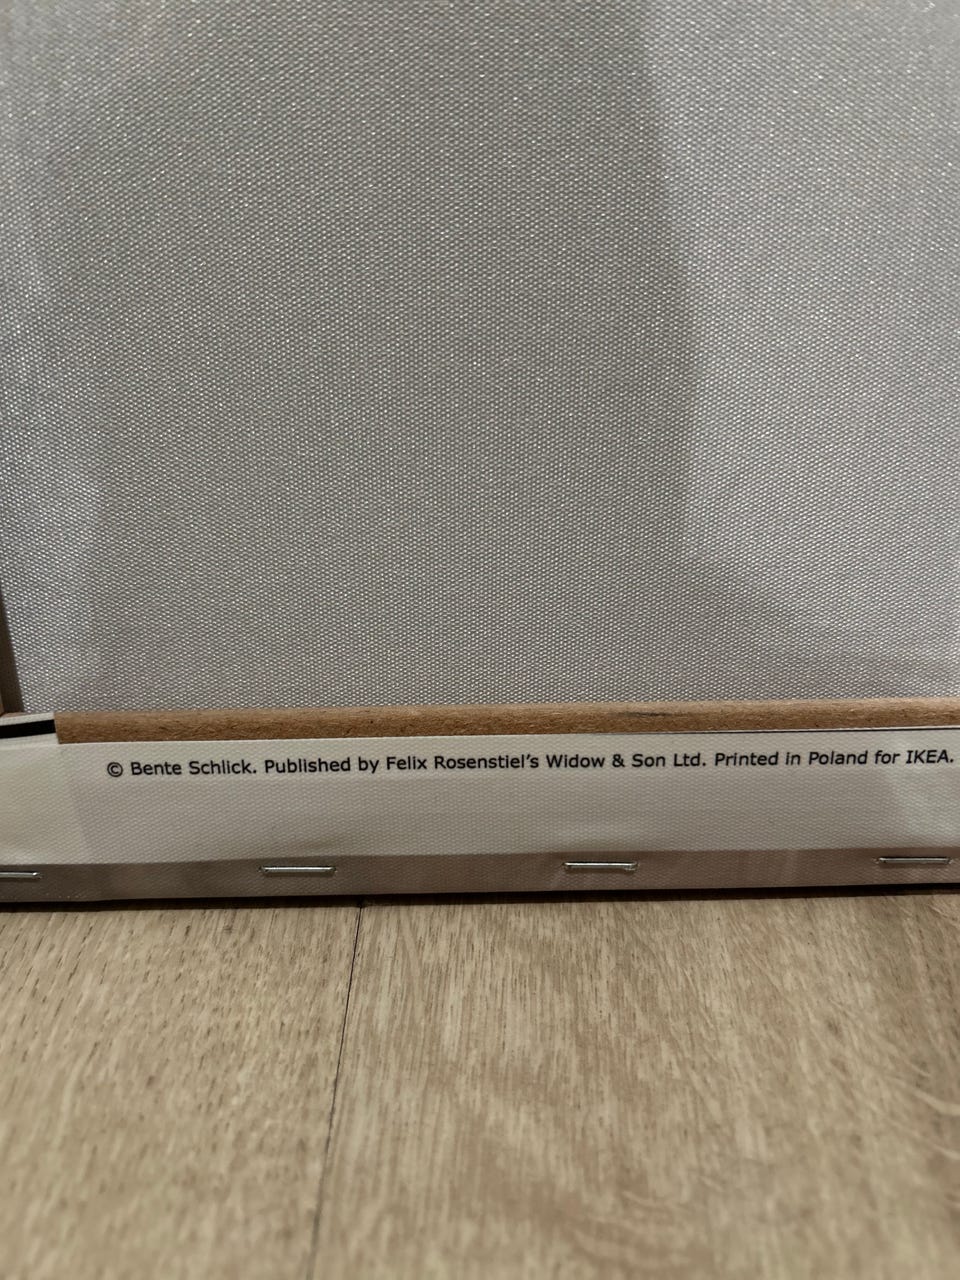 © Bente Schlick. Published by Felix Rosenstiel’s Widow & Son Ltd. Printed in Poland for IKEA.